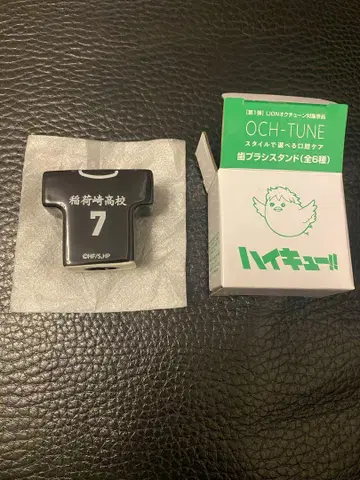 稲荷崎高校
7
©HF/S,HP
[第1弾] LIONオクチューン対象商品
OCH-TUNE
スタイルで選べる口腔ケア
歯ブラシスタンド(全6種)
ハイキュー!!